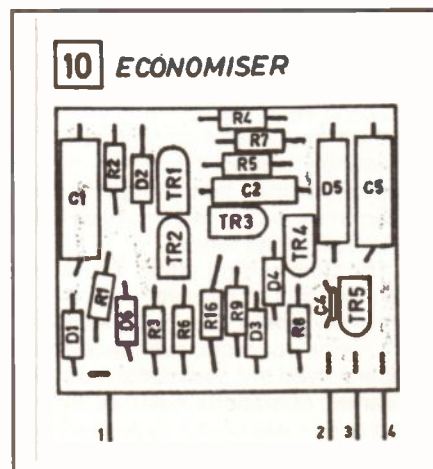 10 ECONOMISER
R4
R7
R5
C2
C1
R2
D2
TR1
TR2
TR3
TR4
D5
C5
D1
R1
D6
R3
R6
R16
R9
D3
D4
R8
C4
TR5
1
2
3
4